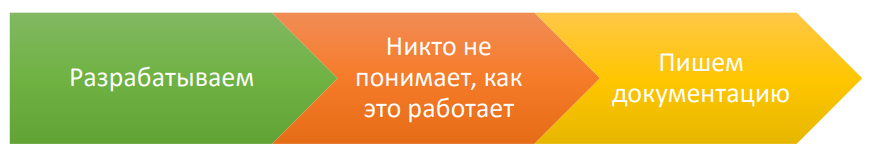 Разрабатываем
Никто не
понимает, как
это работает
Пишем
документацию